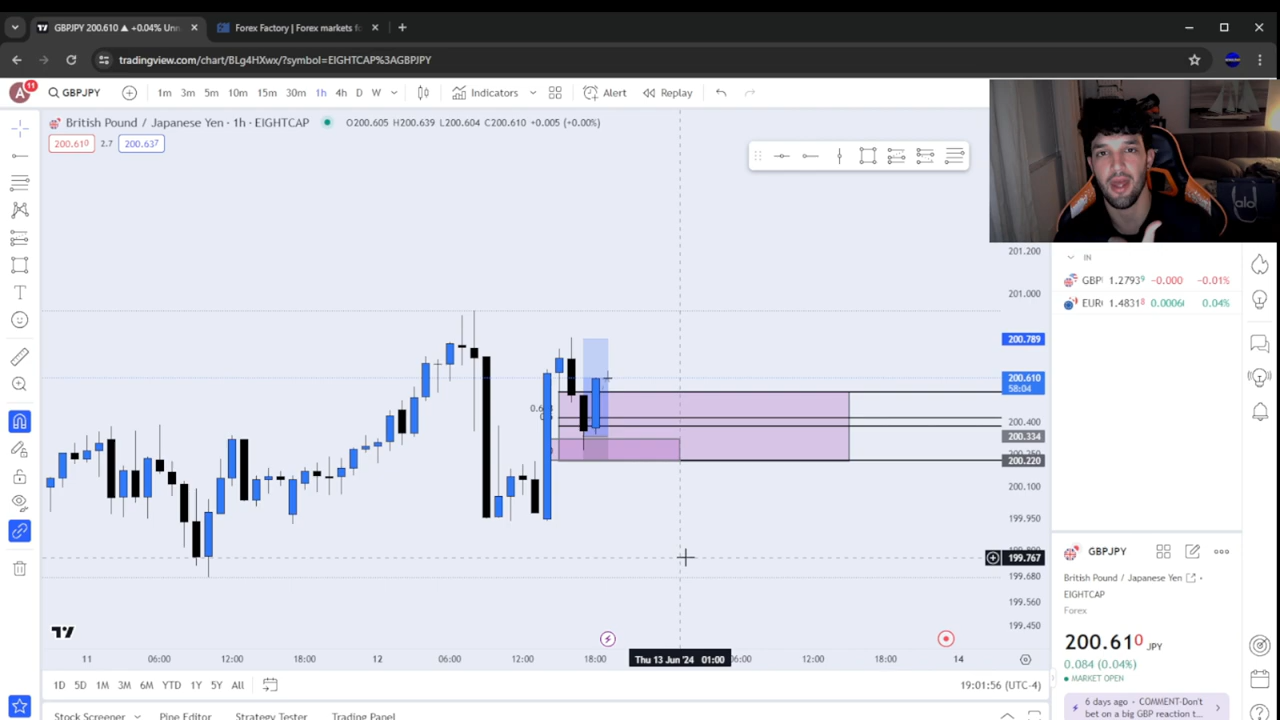 GBPJPY 200.610 ▲ +0.04% Unn
Forex Factory | Forex markets fo
tradingview.com/chart/BLg4HXwx/?symbol=EIGHTCAP%3AGBPJPY
A 11 GBPJPY 1m 3m 5m 10m 15m 30m 1h 4h D W Indicators Alert Replay
British Pound / Japanese Yen · 1h · EIGHTCAP O200.605 H200.639 L200.604 C200.610 +0.005 (+0.00%)
200.610 2.7 200.637
alo
201.200
201.000
200.789
200.610
58:04
200.400
200.334
200.220
200.100
199.950
199.767
199.680
199.560
199.450
IN
GBP 1.27939 -0.000 -0.01%
EUR 1.48318 0.0006 0.04%
GBPJPY
British Pound / Japanese Yen
EIGHTCAP
Forex
200.610 JPY
0.084 (0.04%)
MARKET OPEN
6 days ago - COMMENT-Don't
bet on a big GBP reaction t...
11 06:00 12:00 18:00 12 06:00 12:00 18:00 Thu 13 Jun '24 01:00 06:00 12:00 18:00 14
1D 5D 1M 3M 6M YTD 1Y 5Y All 19:01:56 (UTC-4)
Stock Screener Pine Editor Strategy Tester Trading Panel